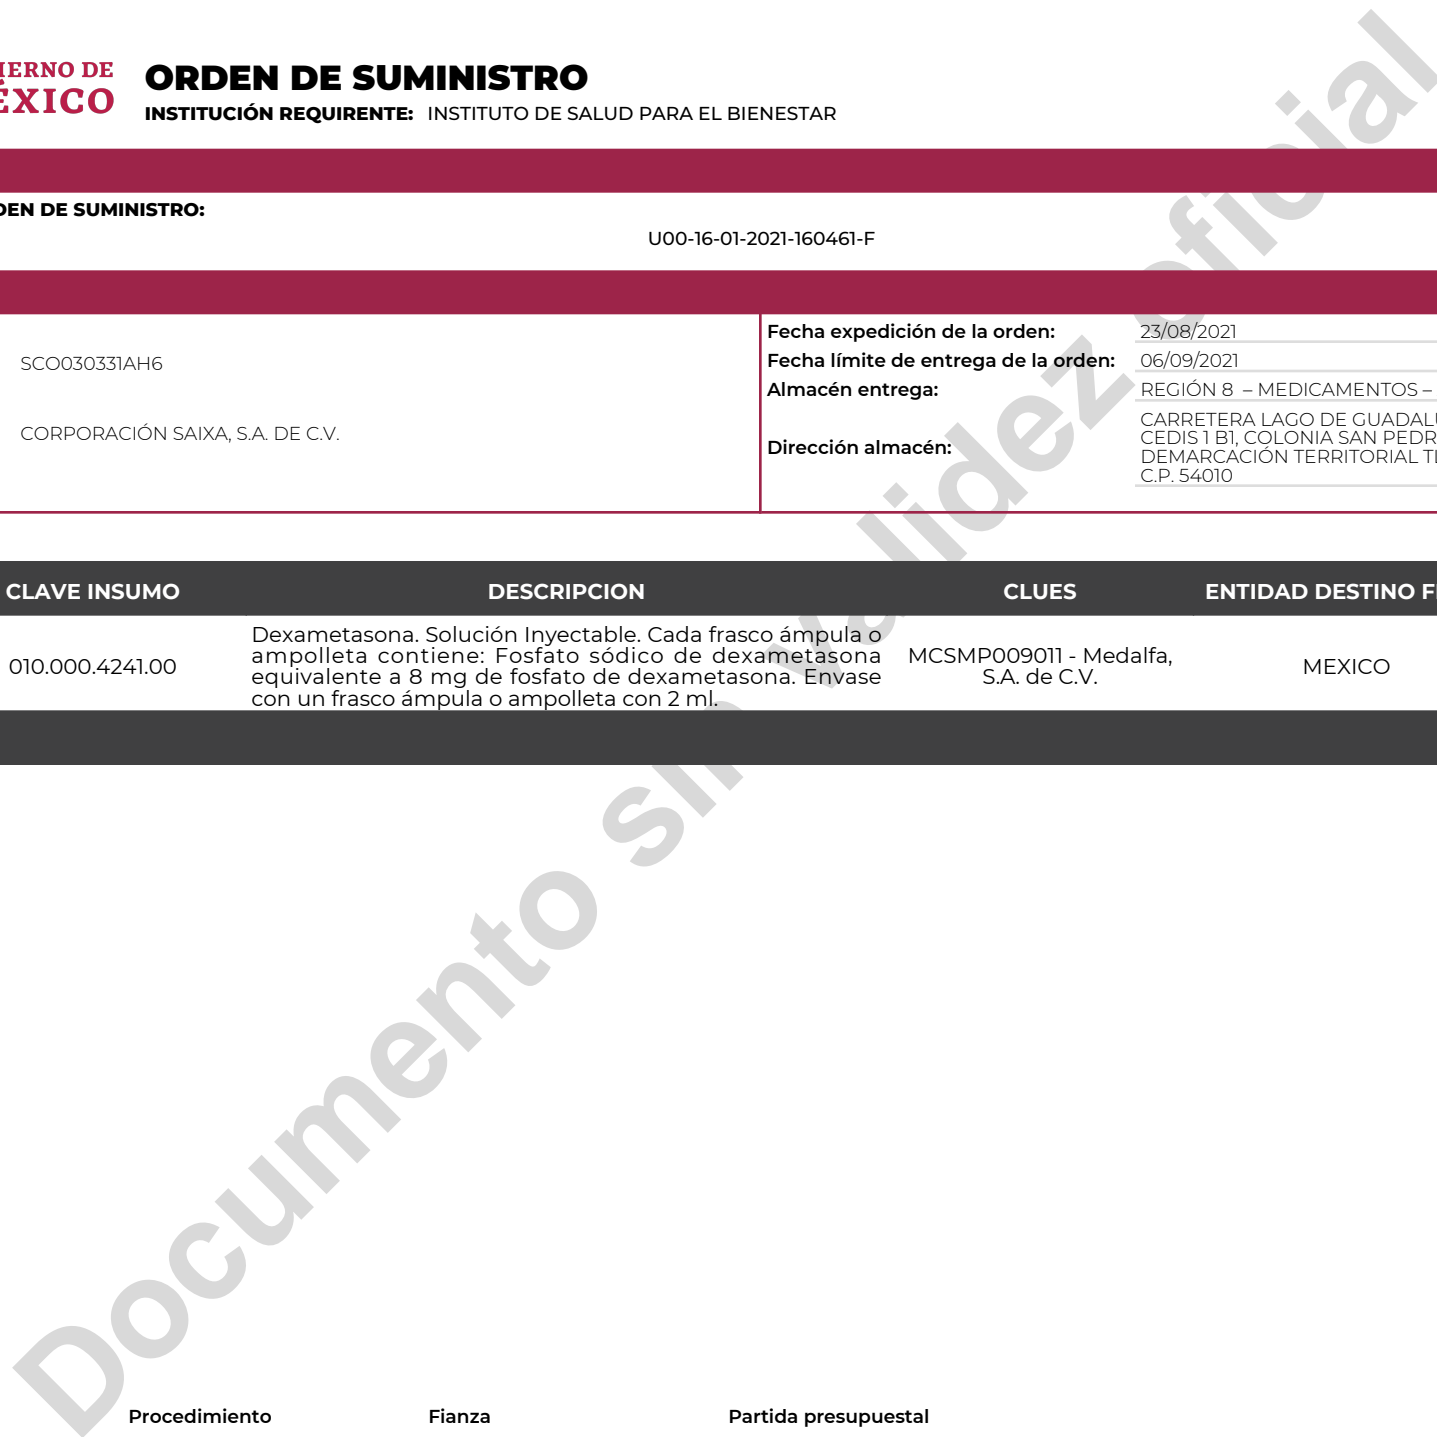 IERNO DE
ÉXICO
ORDEN DE SUMINISTRO
INSTITUCIÓN REQUIRENTE: INSTITUTO DE SALUD PARA EL BIENESTAR
DEN DE SUMINISTRO:
U00-16-01-2021-160461-F
SCO030331AH6
CORPORACIÓN SAIXA, S.A. DE C.V.
Fecha expedición de la orden: 23/08/2021
Fecha límite de entrega de la orden: 06/09/2021
Almacén entrega: REGIÓN 8 – MEDICAMENTOS –
Dirección almacén:
CARRETERA LAGO DE GUADALU
CEDIS 1 B1, COLONIA SAN PEDR
DEMARCACIÓN TERRITORIAL TL
C.P. 54010
CLAVE INSUMO DESCRIPCION CLUES ENTIDAD DESTINO FI
010.000.4241.00
Dexametasona. Solución Inyectable. Cada frasco ámpula o
ampolleta contiene: Fosfato sódico de dexametasona
equivalente a 8 mg de fosfato de dexametasona. Envase
con un frasco ámpula o ampolleta con 2 ml.
MCSMP009011 - Medalfa,
S.A. de C.V.
MEXICO
Documento sin validez oficial
Procedimiento Fianza Partida presupuestal